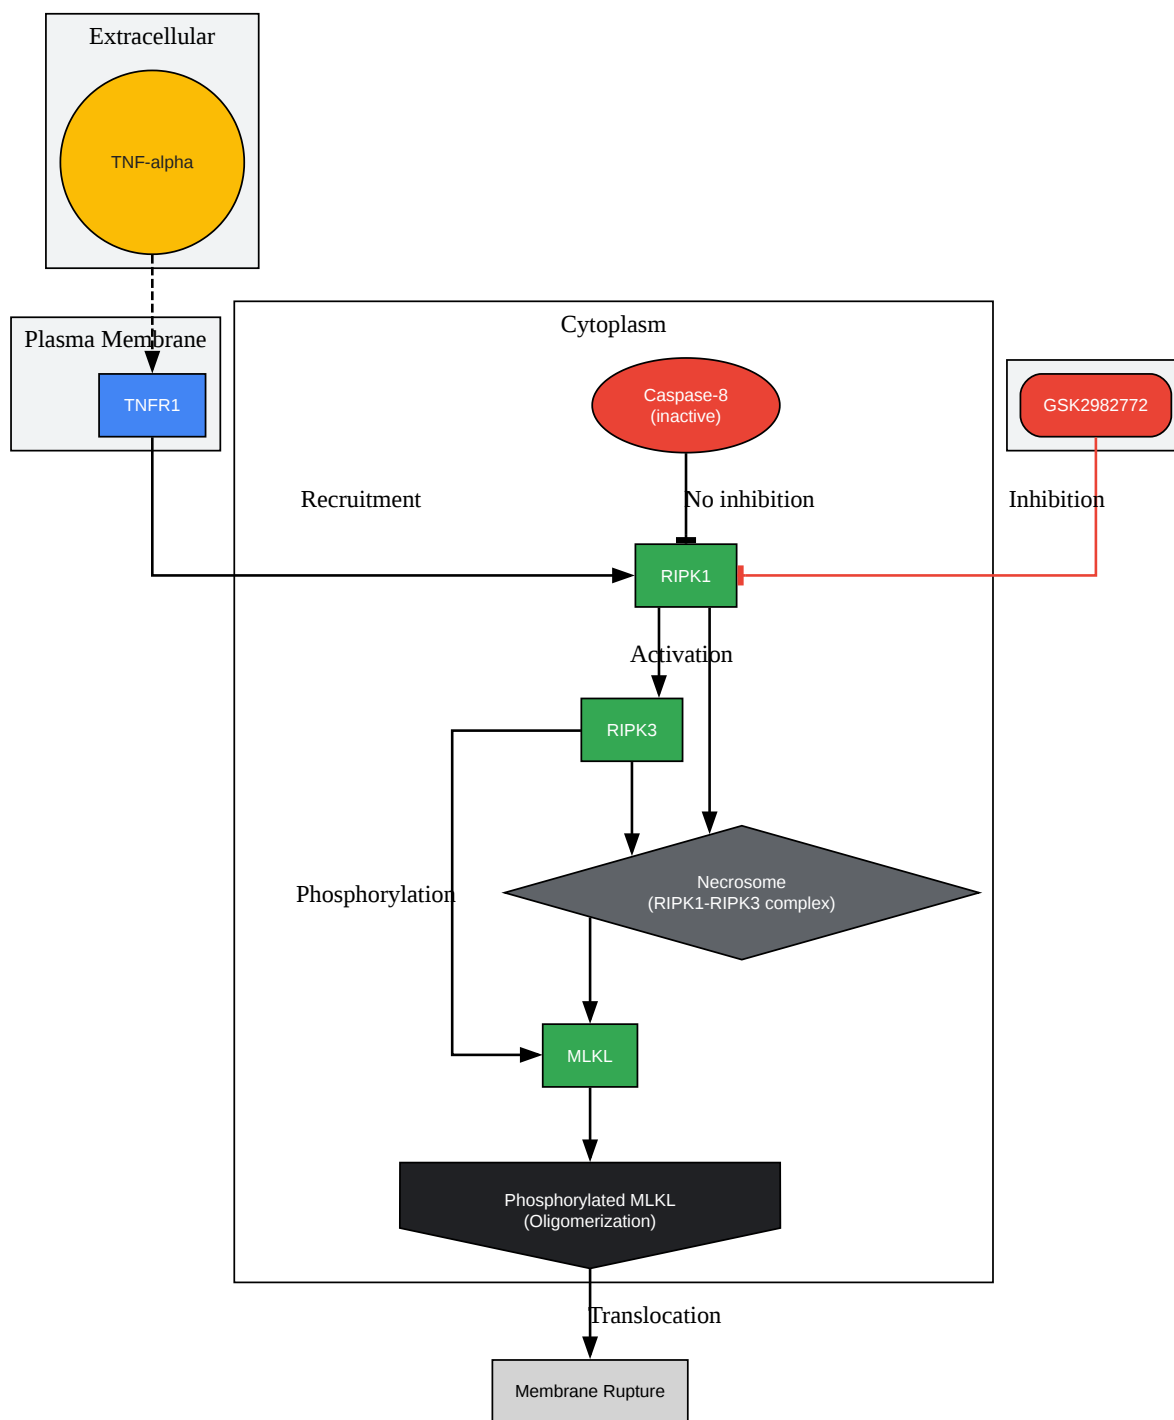 Extracellular
TNF-alpha
Plasma Membrane
TNFR1
Cytoplasm
Caspase-8
(inactive)
GSK2982772
Recruitment
No inhibition
Inhibition
RIPK1
Activation
RIPK3
Phosphorylation
Necrosome
(RIPK1-RIPK3 complex)
MLKL
Phosphorylated MLKL
(Oligomerization)
Translocation
Membrane Rupture